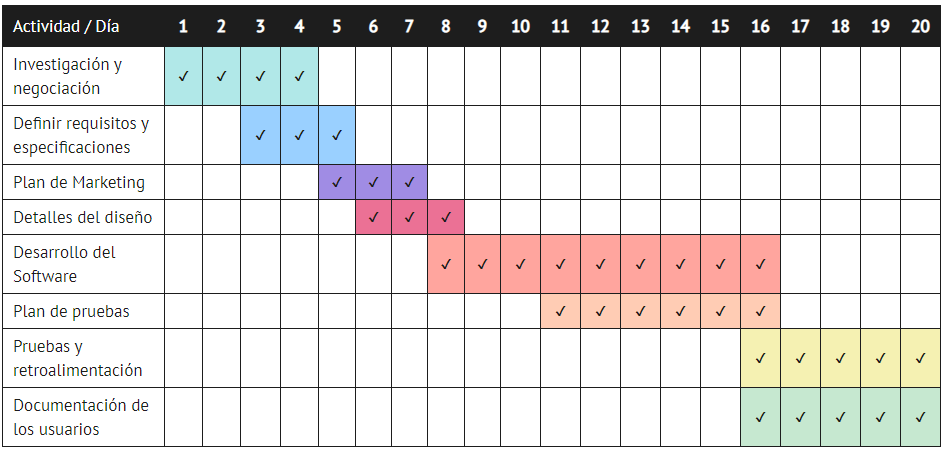 Actividad / Día 1 2 3 4 5 6 7 8 9 10 11 12 13 14 15 16 17 18 19 20
Investigación y
negociación
✓ ✓ ✓ ✓
Definir requisitos y
especificaciones
✓ ✓ ✓
Plan de Marketing ✓ ✓ ✓
Detalles del diseño ✓ ✓ ✓
Desarrollo del
Software
✓ ✓ ✓ ✓ ✓ ✓ ✓ ✓ ✓
Plan de pruebas ✓ ✓ ✓ ✓ ✓ ✓
Pruebas y
retroalimentación
✓ ✓ ✓ ✓ ✓
Documentación de
los usuarios
✓ ✓ ✓ ✓ ✓